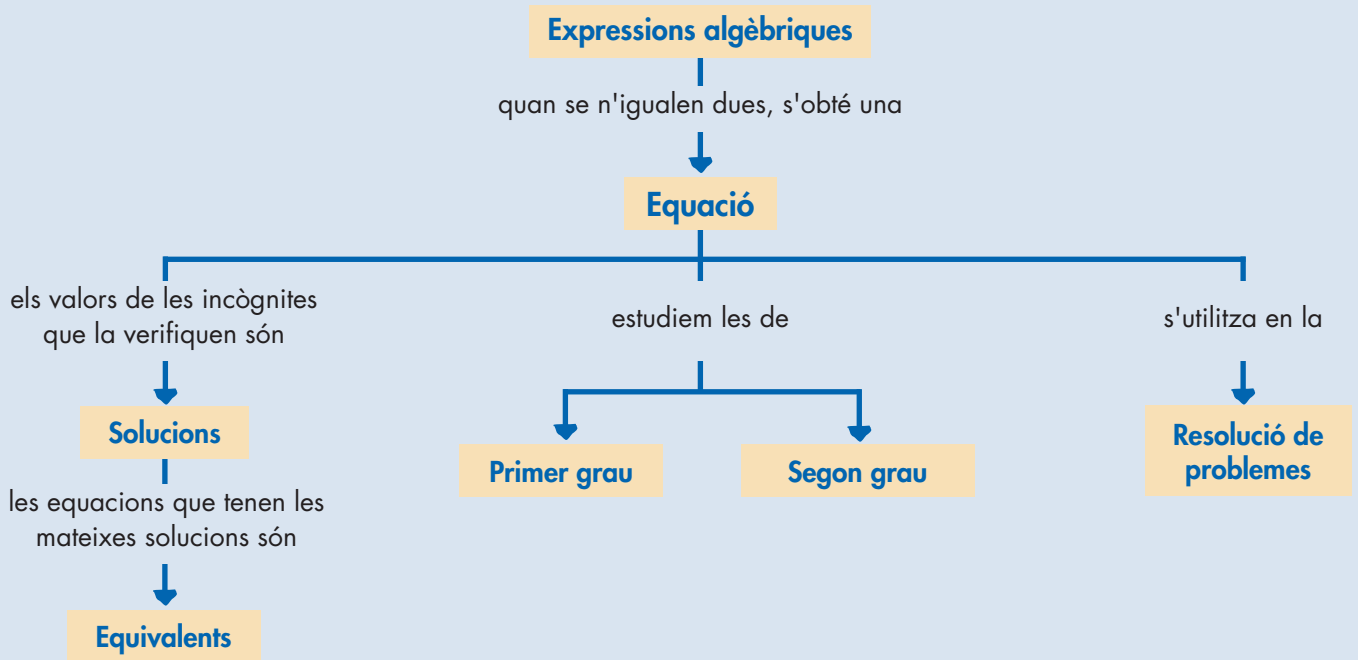 Expressions algèbriques
quan se n'igualen dues, s'obté una
Equació
els valors de les incògnites
que la verifiquen són
Solucions
les equacions que tenen les
mateixes solucions són
Equivalents
estudiem les de
Primer grau
Segon grau
s'utilitza en la
Resolució de
problemes